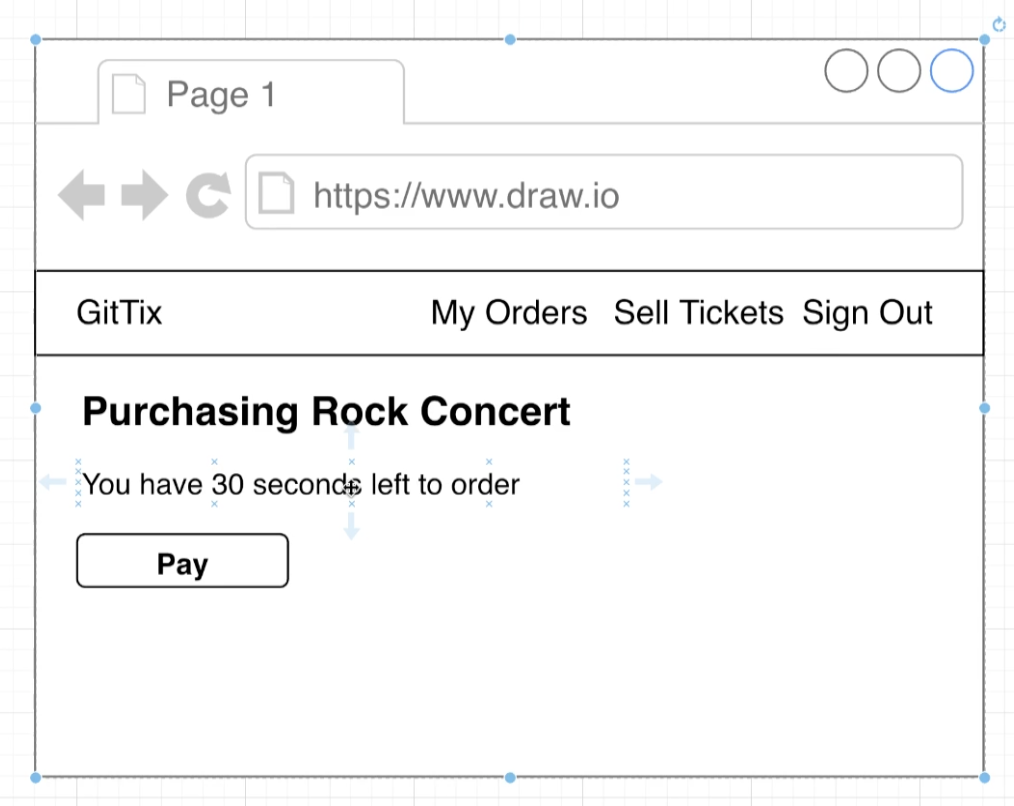 Page 1
https://www.draw.io
GitTix My Orders Sell Tickets Sign Out
Purchasing Rock Concert
You have 30 seconds left to order
Pay